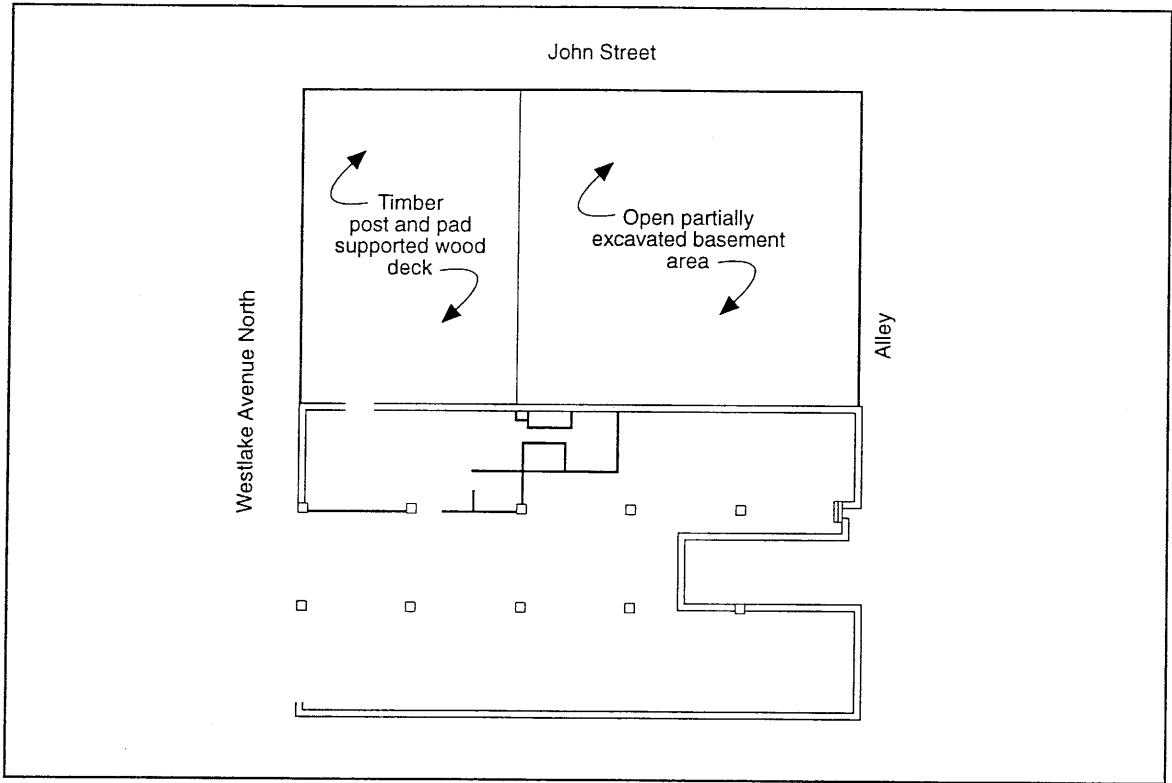 John Street
Timber
post and pad
supported wood
deck
Open partially
excavated basement
area
Westlake Avenue North
Alley